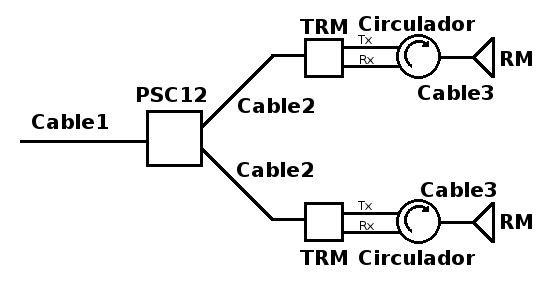 TRM Circulador
Tx
Rx
RM
Cable3
PSC12
Cable1
Cable2
Cable2
Cable3
Tx
Rx
RM
TRM Circulador